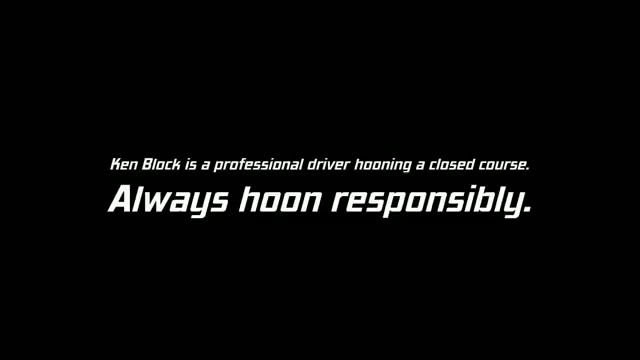 Ken Block is a professional driver hooning a closed course.
Always hoon responsibly.